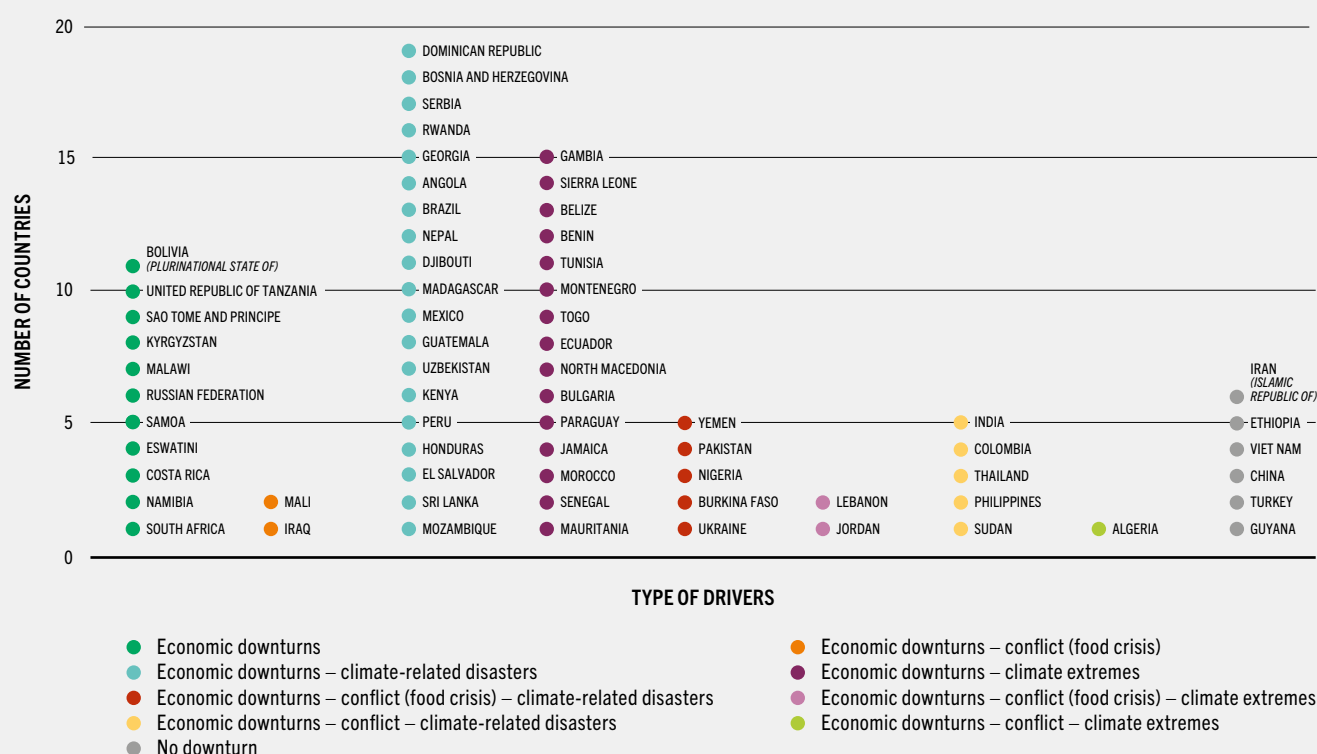 20
15
10
5
0
NUMBER OF COUNTRIES
BOLIVIA
(PLURINATIONAL STATE OF)
UNITED REPUBLIC OF TANZANIA
SAO TOME AND PRINCIPE
KYRGYZSTAN
MALAWI
RUSSIAN FEDERATION
SAMOA
ESWATINI
COSTA RICA
NAMIBIA
SOUTH AFRICA
MALI
IRAQ
DOMINICAN REPUBLIC
BOSNIA AND HERZEGOVINA
SERBIA
RWANDA
GEORGIA
ANGOLA
BRAZIL
NEPAL
DJIBOUTI
MADAGASCAR
MEXICO
GUATEMALA
UZBEKISTAN
KENYA
PERU
HONDURAS
EL SALVADOR
SRI LANKA
MOZAMBIQUE
GAMBIA
SIERRA LEONE
BELIZE
BENIN
TUNISIA
MONTENEGRO
TOGO
ECUADOR
NORTH MACEDONIA
BULGARIA
PARAGUAY
JAMAICA
MOROCCO
SENEGAL
MAURITANIA
YEMEN
PAKISTAN
NIGERIA
BURKINA FASO
UKRAINE
LEBANON
JORDAN
INDIA
COLOMBIA
THAILAND
PHILIPPINES
SUDAN
ALGERIA
IRAN
(ISLAMIC
REPUBLIC OF)
ETHIOPIA
VIET NAM
CHINA
TURKEY
GUYANA
TYPE OF DRIVERS
Economic downturns
Economic downturns – climate-related disasters
Economic downturns – conflict (food crisis) – climate-related disasters
Economic downturns – conflict – climate-related disasters
No downturn
Economic downturns – conflict (food crisis)
Economic downturns – climate extremes
Economic downturns – conflict (food crisis) – climate extremes
Economic downturns – conflict – climate extremes